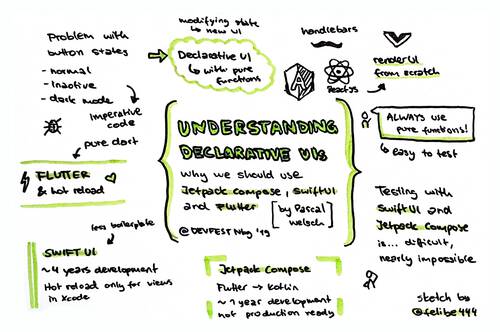 Problem with
button states
- normal
- inactive
- dark mode
imperative
code
pure dart
FLUTTER
& hot reload
modifying state
↳ new UI
Declarative UI
↳ with pure
functions
handlebars
A
ReactJS
render UI
from scratch
UNDERSTANDING
DECLARATIVE UIs
why we should use
Jetpack compose, SwiftUI
and Flutter
[by Pascal
Welsch]
@DEVFEST Nbg '19
ALWAYS use
pure functions!
↳ Easy to test
Testing with
SwiftUI and
Jetpack Compose
is... difficult,
nearly impossible
less boilerplate
SWIFT UI
~ 4 years development
Hot reload only for views
in Xcode
Jetpack Compose
Flutter → Kotlin
~ 1 year development
not production ready
sketch by
@felibe444